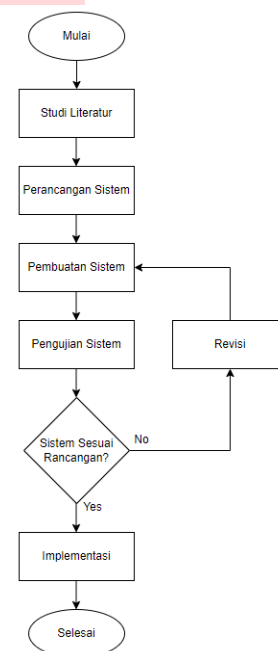 Mulai
Studi Literatur
Perancangan Sistem
Pembuatan Sistem
Pengujian Sistem
Revisi
Sistem Sesuai
Rancangan?
No
Yes
Implementasi
Selesai